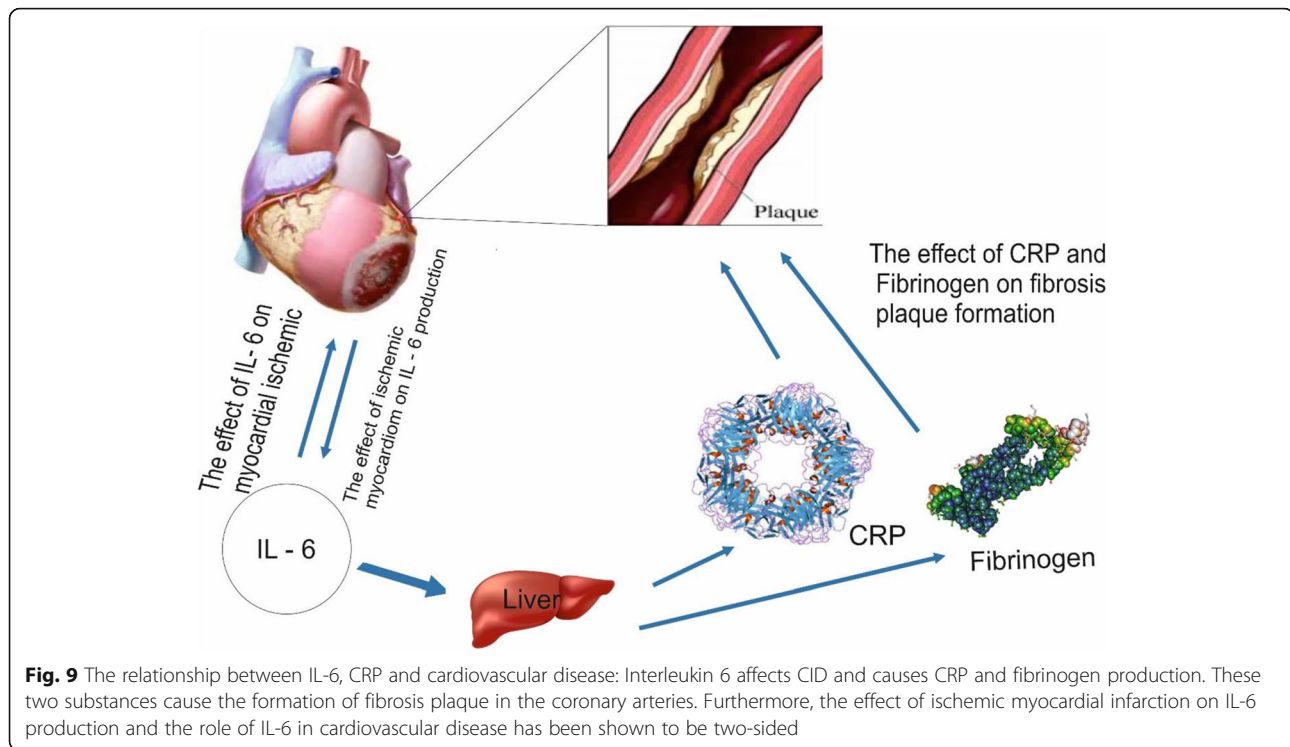 Plaque
The effect of CRP and
Fibrinogen on fibrosis
plaque formation
The effect of IL- 6 on
myocardial ischemic
The effect of ischemic
myocardiom on IL - 6 production
IL - 6
Liver
CRP
Fibrinogen
Fig. 9 The relationship between IL-6, CRP and cardiovascular disease: Interleukin 6 affects CID and causes CRP and fibrinogen production. These
two substances cause the formation of fibrosis plaque in the coronary arteries. Furthermore, the effect of ischemic myocardial infarction on IL-6
production and the role of IL-6 in cardiovascular disease has been shown to be two-sided